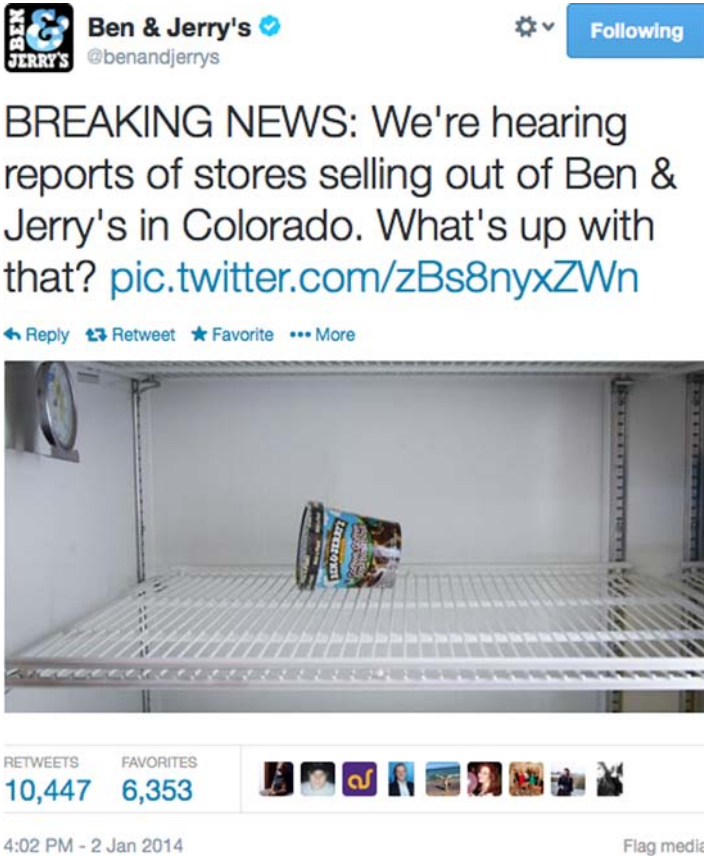 BEN
&
JERRY'S
Ben & Jerry's
@benandjerrys
Following
BREAKING NEWS: We're hearing
reports of stores selling out of Ben &
Jerry's in Colorado. What's up with
that? pic.twitter.com/zBs8nyxZWn
Reply Retweet Favorite More
BEN & JERRY'S
RETWEETS FAVORITES
10,447 6,353
4:02 PM - 2 Jan 2014 Flag media